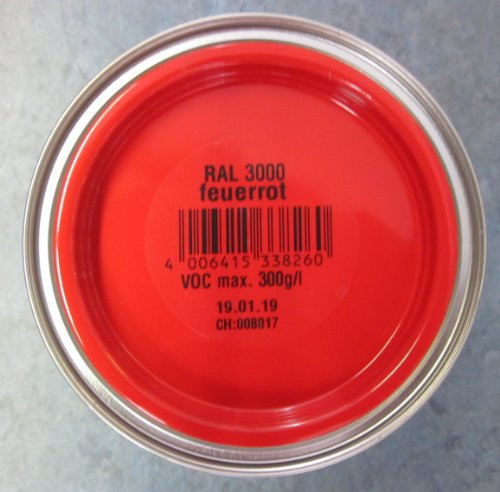 RAL 3000
feuerrot
4 006415 338260
VOC max. 300g/l
19.01.19
CH:008017